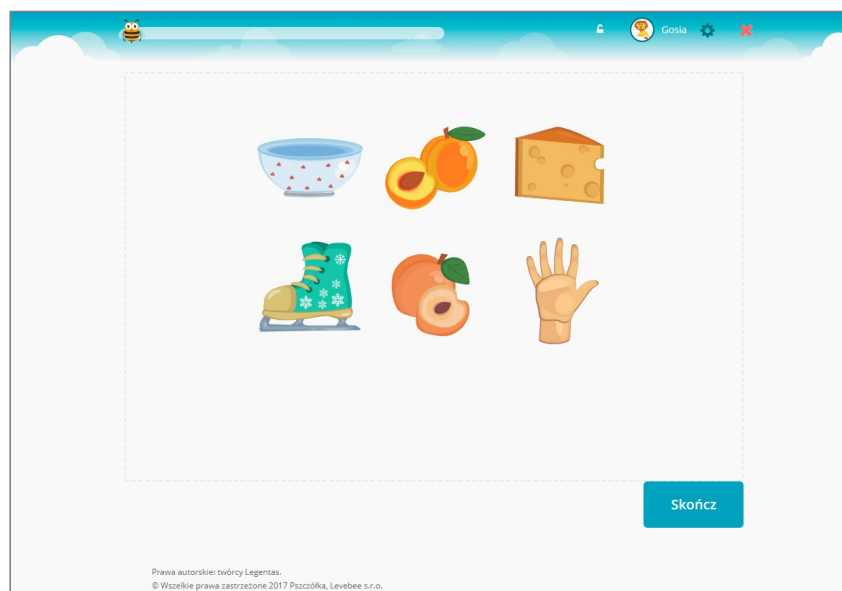 Gosia
Skończ
Prawa autorskie: twórcy Legentas.
© Wszelkie prawa zastrzeżone 2017 Pszczółka, Levebee s.r.o.